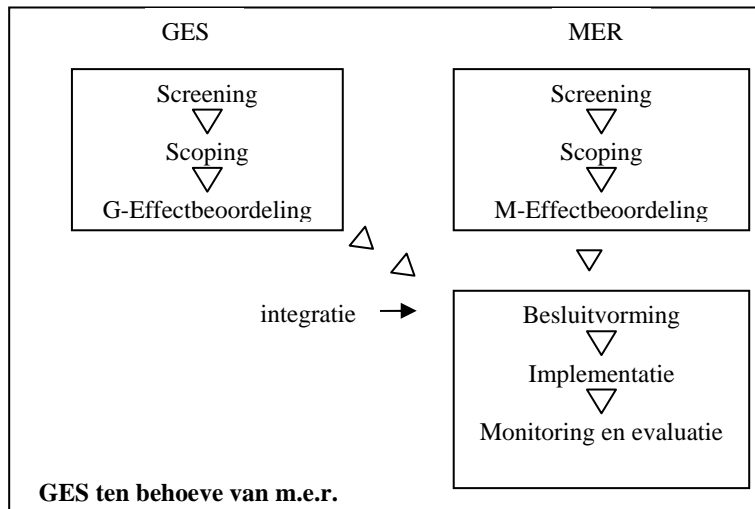 GES
MER
Screening
Scoping
G-Effectbeoordeling
Screening
Scoping
M-Effectbeoordeling
integratie
Besluitvorming
Implementatie
Monitoring en evaluatie
GES ten behoeve van m.e.r.